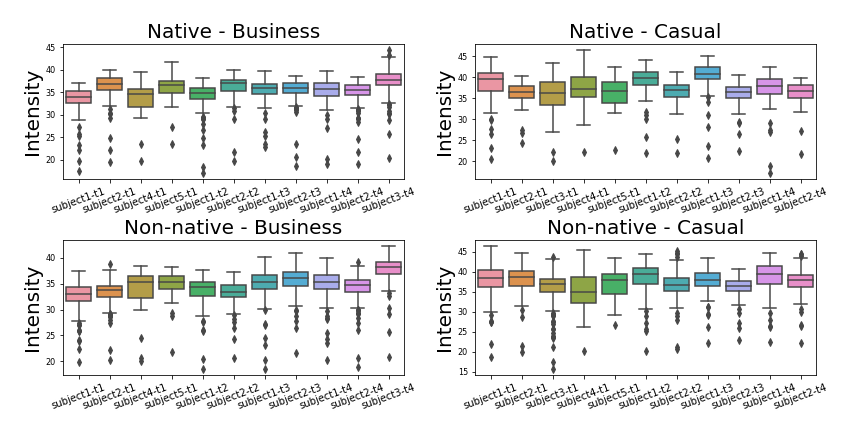 Native - Business
Intensity
45
40
35
30
25
20
subject1-t1 subject2-t1 subject4-t1 subject5-t1 subject1-t2 subject2-t2 subject1-t3 subject2-t3 subject1-t4 subject2-t4 subject3-t4
Native - Casual
Intensity
45
40
35
30
25
20
subject1-t1 subject2-t1 subject3-t1 subject4-t1 subject5-t1 subject1-t2 subject2-t2 subject1-t3 subject2-t3 subject1-t4 subject2-t4
Non-native - Business
Intensity
40
35
30
25
20
subject1-t1 subject2-t1 subject4-t1 subject5-t1 subject1-t2 subject2-t2 subject1-t3 subject2-t3 subject1-t4 subject2-t4 subject3-t4
Non-native - Casual
Intensity
45
40
35
30
25
20
15
subject1-t1 subject2-t1 subject3-t1 subject4-t1 subject5-t1 subject1-t2 subject2-t2 subject1-t3 subject2-t3 subject1-t4 subject2-t4